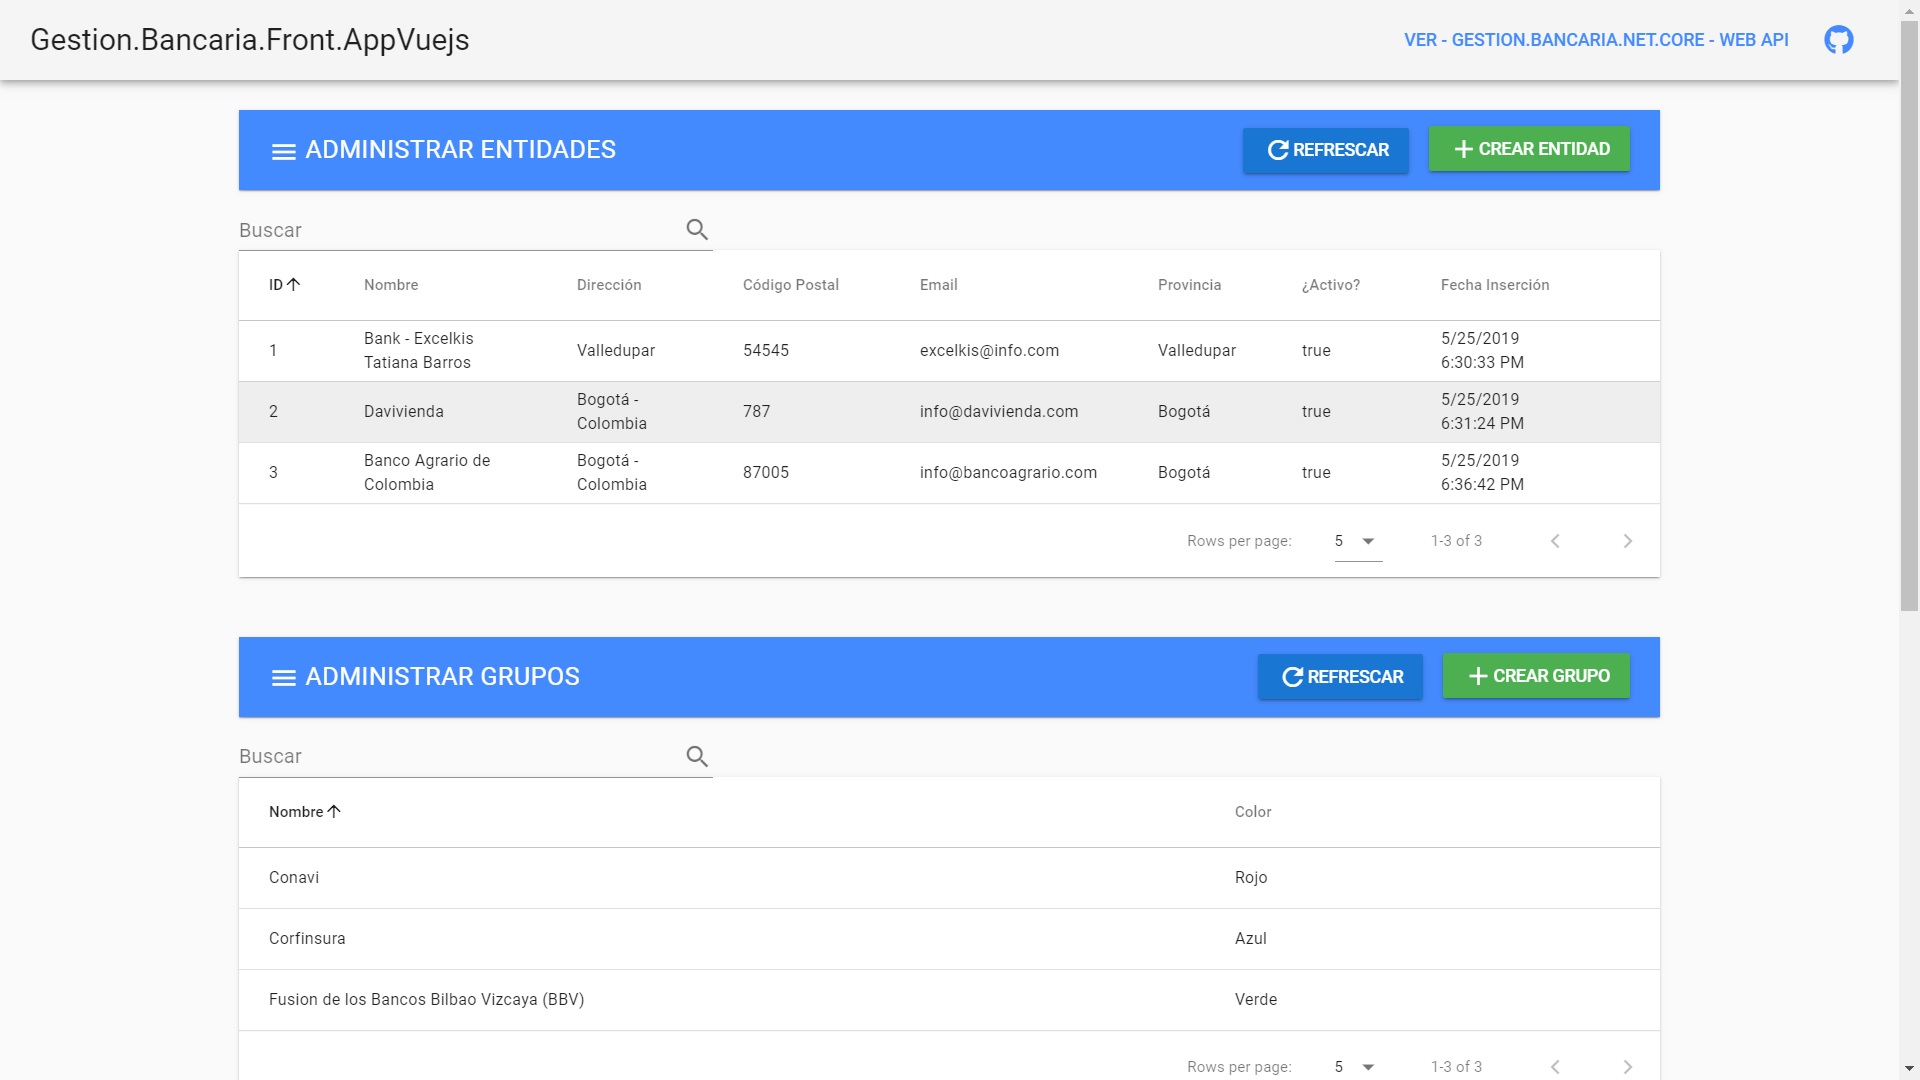 Gestion.Bancaria.Front.AppVuejs
VER - GESTION.BANCARIA.NET.CORE - WEB API
ADMINISTRAR ENTIDADES
REFRESCAR
CREAR ENTIDAD
Buscar
ID Nombre Dirección Código Postal Email Provincia ¿Activo? Fecha Inserción
1 Bank - Excelkis Tatiana Barros Valledupar 54545 excelkis@info.com Valledupar true 5/25/2019 6:30:33 PM
2 Davivienda Bogotá - Colombia 787 info@davivienda.com Bogotá true 5/25/2019 6:31:24 PM
3 Banco Agrario de Colombia Bogotá - Colombia 87005 info@bancoagrario.com Bogotá true 5/25/2019 6:36:42 PM
Rows per page: 5 1-3 of 3
ADMINISTRAR GRUPOS
REFRESCAR
CREAR GRUPO
Buscar
Nombre Color
Conavi Rojo
Corfinsura Azul
Fusion de los Bancos Bilbao Vizcaya (BBV) Verde
Rows per page: 5 1-3 of 3